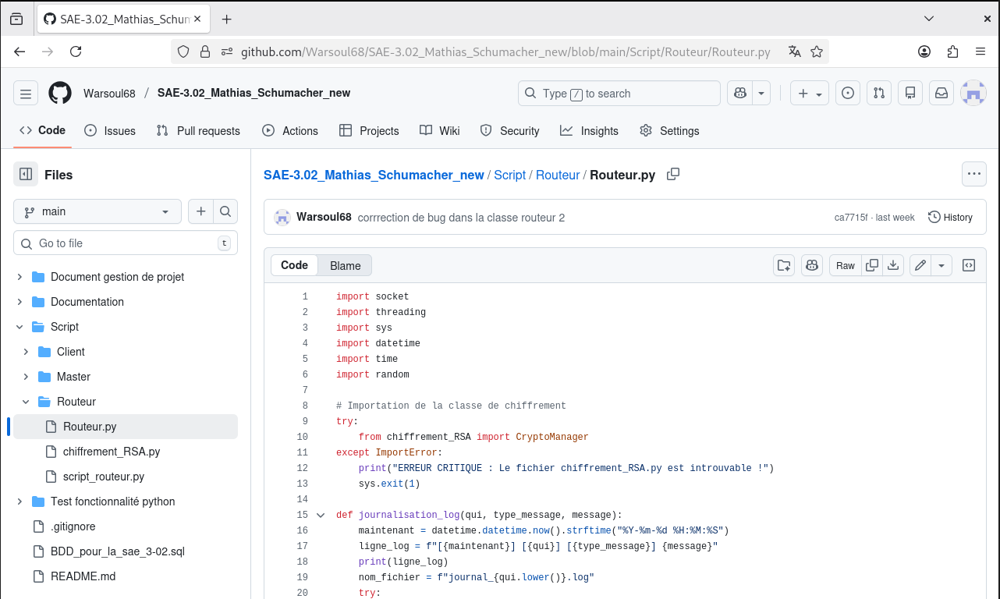 SAE-3.02_Mathias_Schum
github.com/Warsoul68/SAE-3.02_Mathias_Schumacher_new/blob/main/Script/Routeur/Routeur.py
Warsoul68 / SAE-3.02_Mathias_Schumacher_new
Type / to search
Code
Issues
Pull requests
Actions
Projects
Wiki
Security
Insights
Settings
Files
main
Go to file
t
Document gestion de projet
Documentation
Script
Client
Master
Routeur
Routeur.py
chiffrement_RSA.py
script_routeur.py
Test fonctionnalité python
.gitignore
BDD_pour_la_sae_3-02.sql
README.md
SAE-3.02_Mathias_Schumacher_new / Script / Routeur / Routeur.py
Warsoul68 corrrection de bug dans la classe routeur 2
ca7715f · last week
History
Code
Blame
Raw
1 import socket
2 import threading
3 import sys
4 import datetime
5 import time
6 import random
7
8 # Importation de la classe de chiffrement
9 try:
10 from chiffrement_RSA import CryptoManager
11 except ImportError:
12 print("ERREUR CRITIQUE : Le fichier chiffrement_RSA.py est introuvable !")
13 sys.exit(1)
14
15 def journalisation_log(qui, type_message, message):
16 maintenant = datetime.datetime.now().strftime("%Y-%m-%d %H:%M:%S")
17 ligne_log = f"[{maintenant}] [{qui}] [{type_message}] {message}"
18 print(ligne_log)
19 nom_fichier = f"journal_{qui.lower()}.log"
20 try: